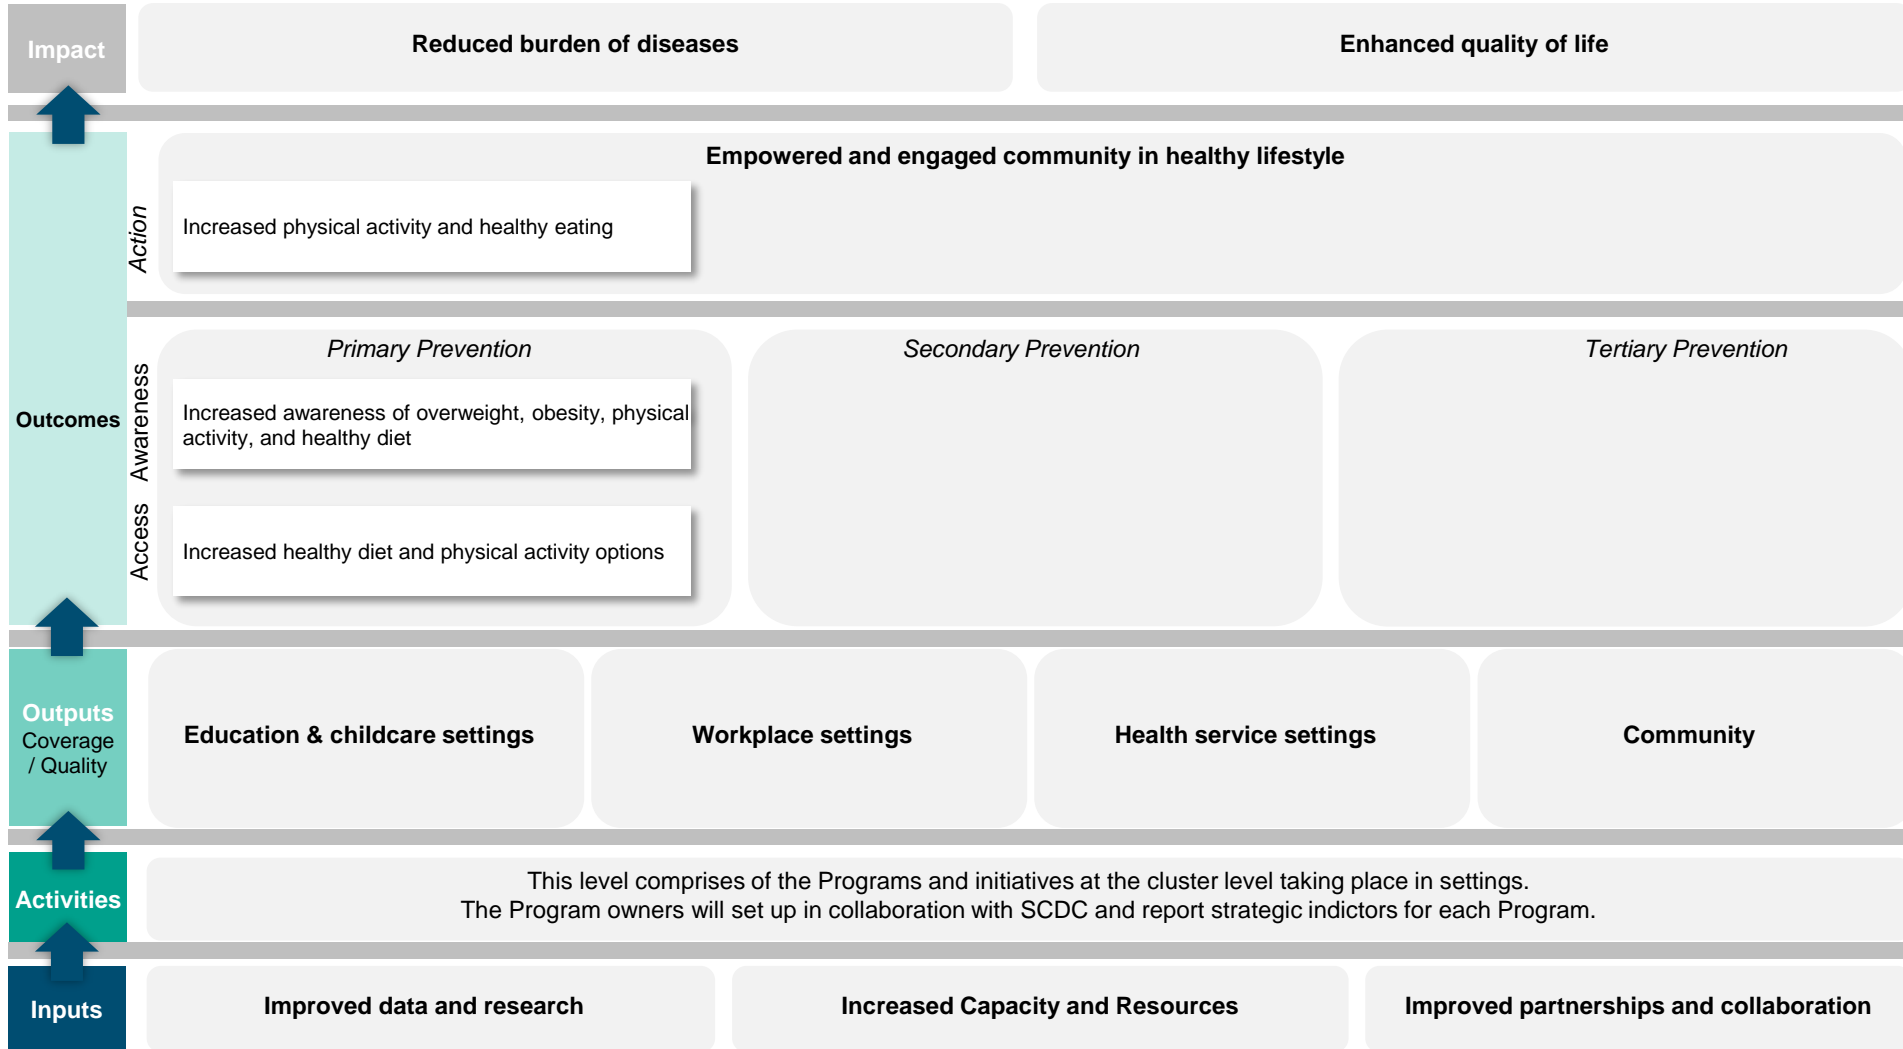 Impact
Reduced burden of diseases
Enhanced quality of life
Outcomes
Action
Empowered and engaged community in healthy lifestyle
Increased physical activity and healthy eating
Awareness
Access
Primary Prevention
Increased awareness of overweight, obesity, physical
activity, and healthy diet
Increased healthy diet and physical activity options
Secondary Prevention
Tertiary Prevention
Outputs
Coverage
/ Quality
Education & childcare settings
Workplace settings
Health service settings
Community
Activities
This level comprises of the Programs and initiatives at the cluster level taking place in settings.
The Program owners will set up in collaboration with SCDC and report strategic indictors for each Program.
Inputs
Improved data and research
Increased Capacity and Resources
Improved partnerships and collaboration